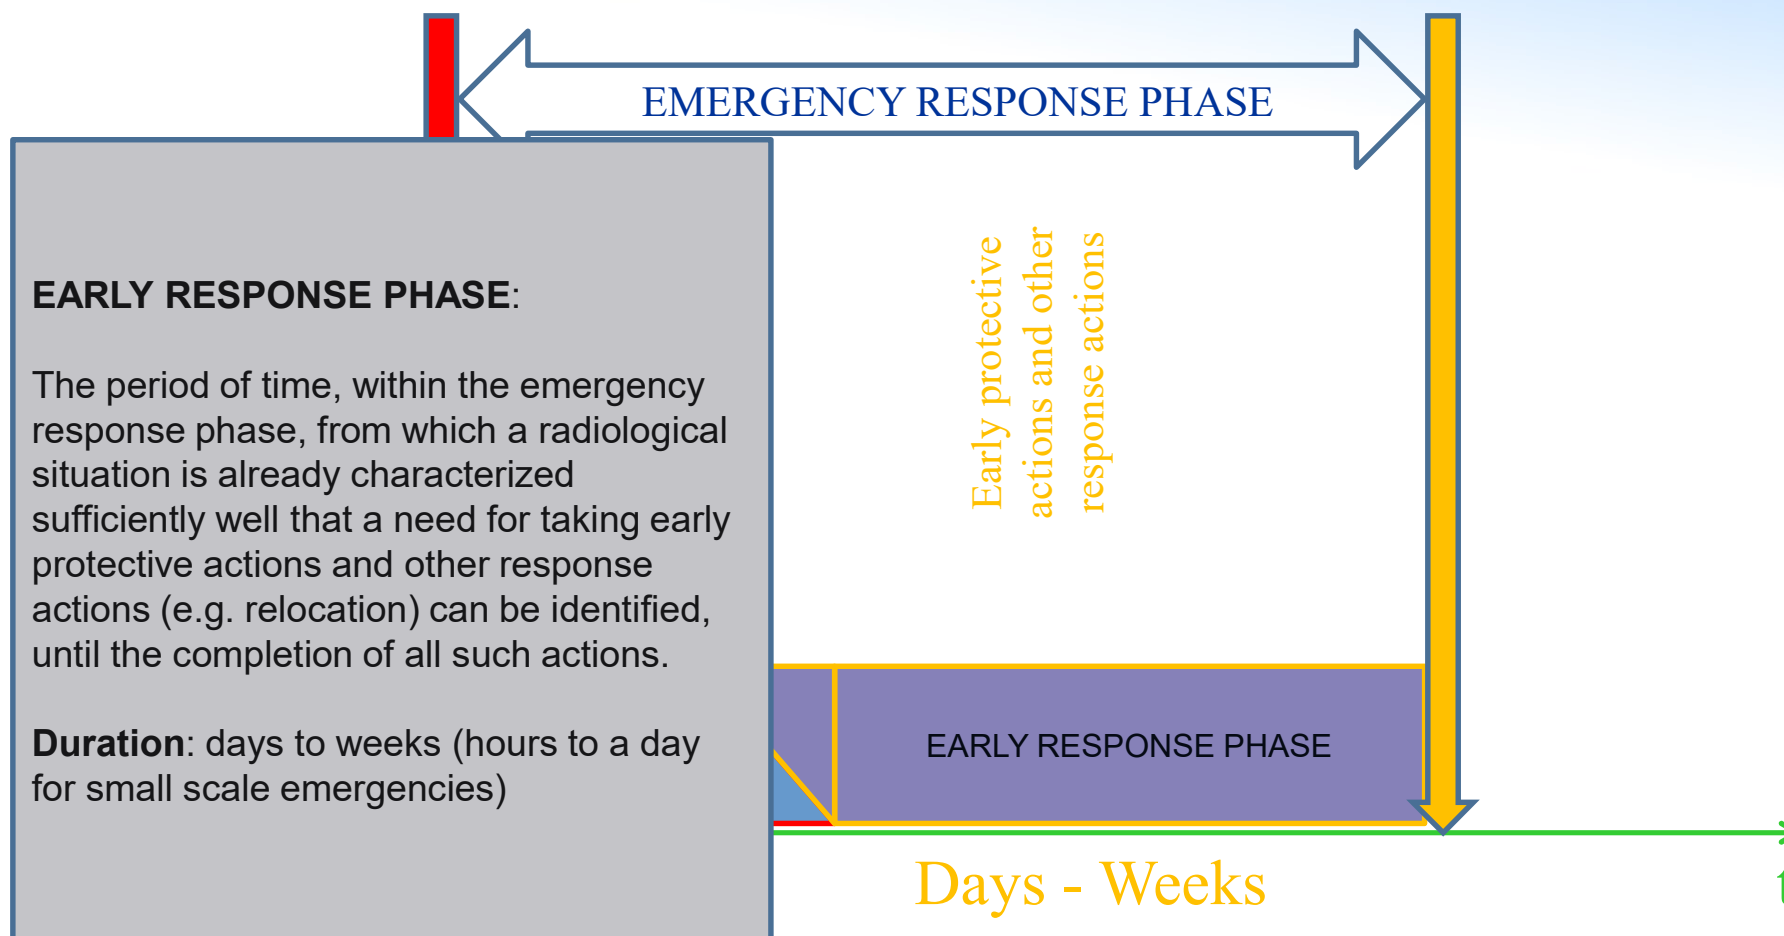 EMERGENCY RESPONSE PHASE
EARLY RESPONSE PHASE:
The period of time, within the emergency
response phase, from which a radiological
situation is already characterized
sufficiently well that a need for taking early
protective actions and other response
actions (e.g. relocation) can be identified,
until the completion of all such actions.
Duration: days to weeks (hours to a day
for small scale emergencies)
Early protective
actions and other
response actions
EARLY RESPONSE PHASE
Days - Weeks
t